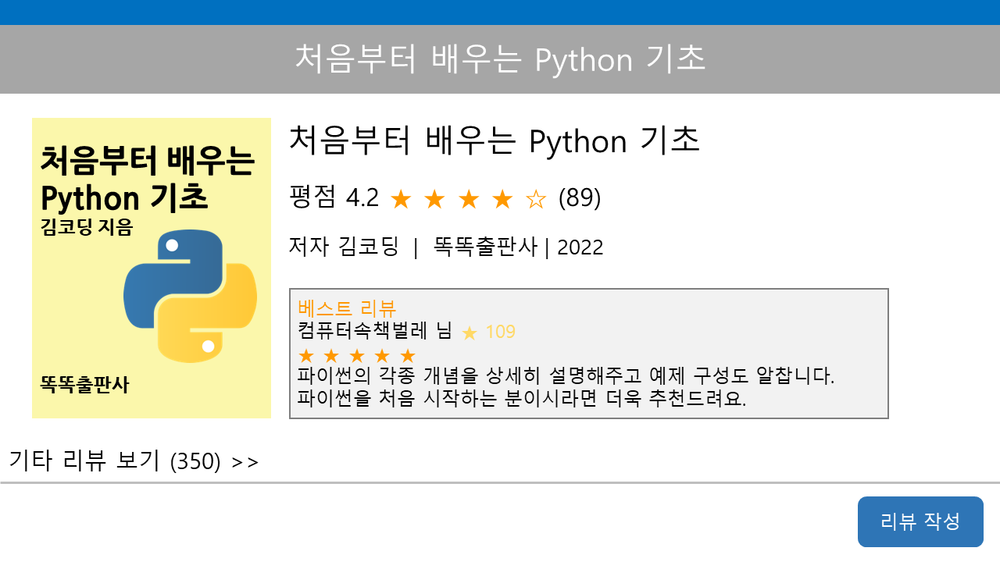 처음부터 배우는 Python 기초
처음부터 배우는
Python 기초
김코딩 지음
똑똑출판사
처음부터 배우는 Python 기초
평점 4.2 ★ ★ ★ ★ ☆ (89)
저자 김코딩 | 똑똑출판사 | 2022
베스트 리뷰
컴퓨터속책벌레 님 ★ 109
★ ★ ★ ★ ★
파이썬의 각종 개념을 상세히 설명해주고 예제 구성도 알찹니다.
파이썬을 처음 시작하는 분이시라면 더욱 추천드려요.
기타 리뷰 보기 (350) >>
리뷰 작성